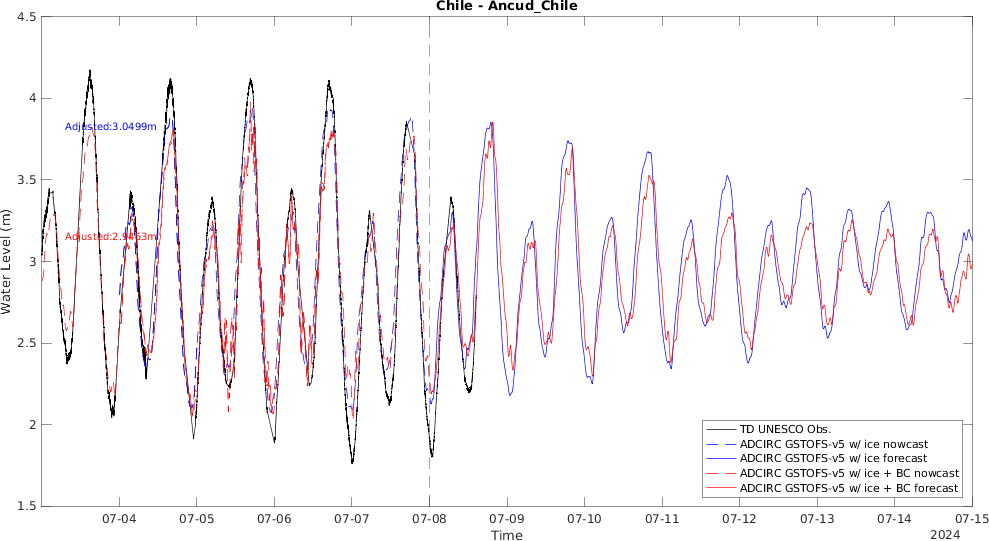 Chile - Ancud_Chile
4.5
4
3.5
3
2.5
2
1.5
Water Level (m)
Adjusted:3.0499m
TD UNESCO Obs.
ADCIRC GSTOFS-v5 w/ ice nowcast
ADCIRC GSTOFS-v5 w/ ice forecast
ADCIRC GSTOFS-v5 w/ ice + BC nowcast
ADCIRC GSTOFS-v5 w/ ice + BC forecast
07-04 07-05 07-06 07-07 07-08 07-09 07-10 07-11 07-12 07-13 07-14 07-15
Time
2024